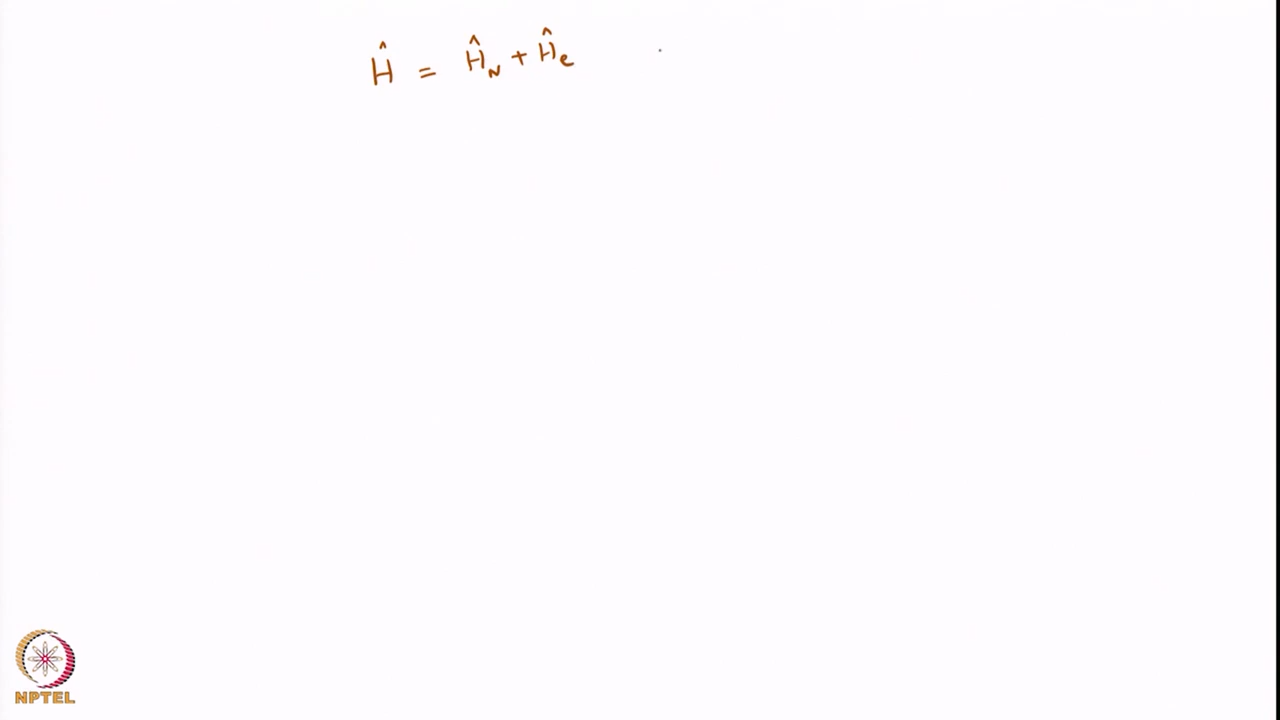 Ĥ = Ĥ_N + Ĥ_e
NPTEL